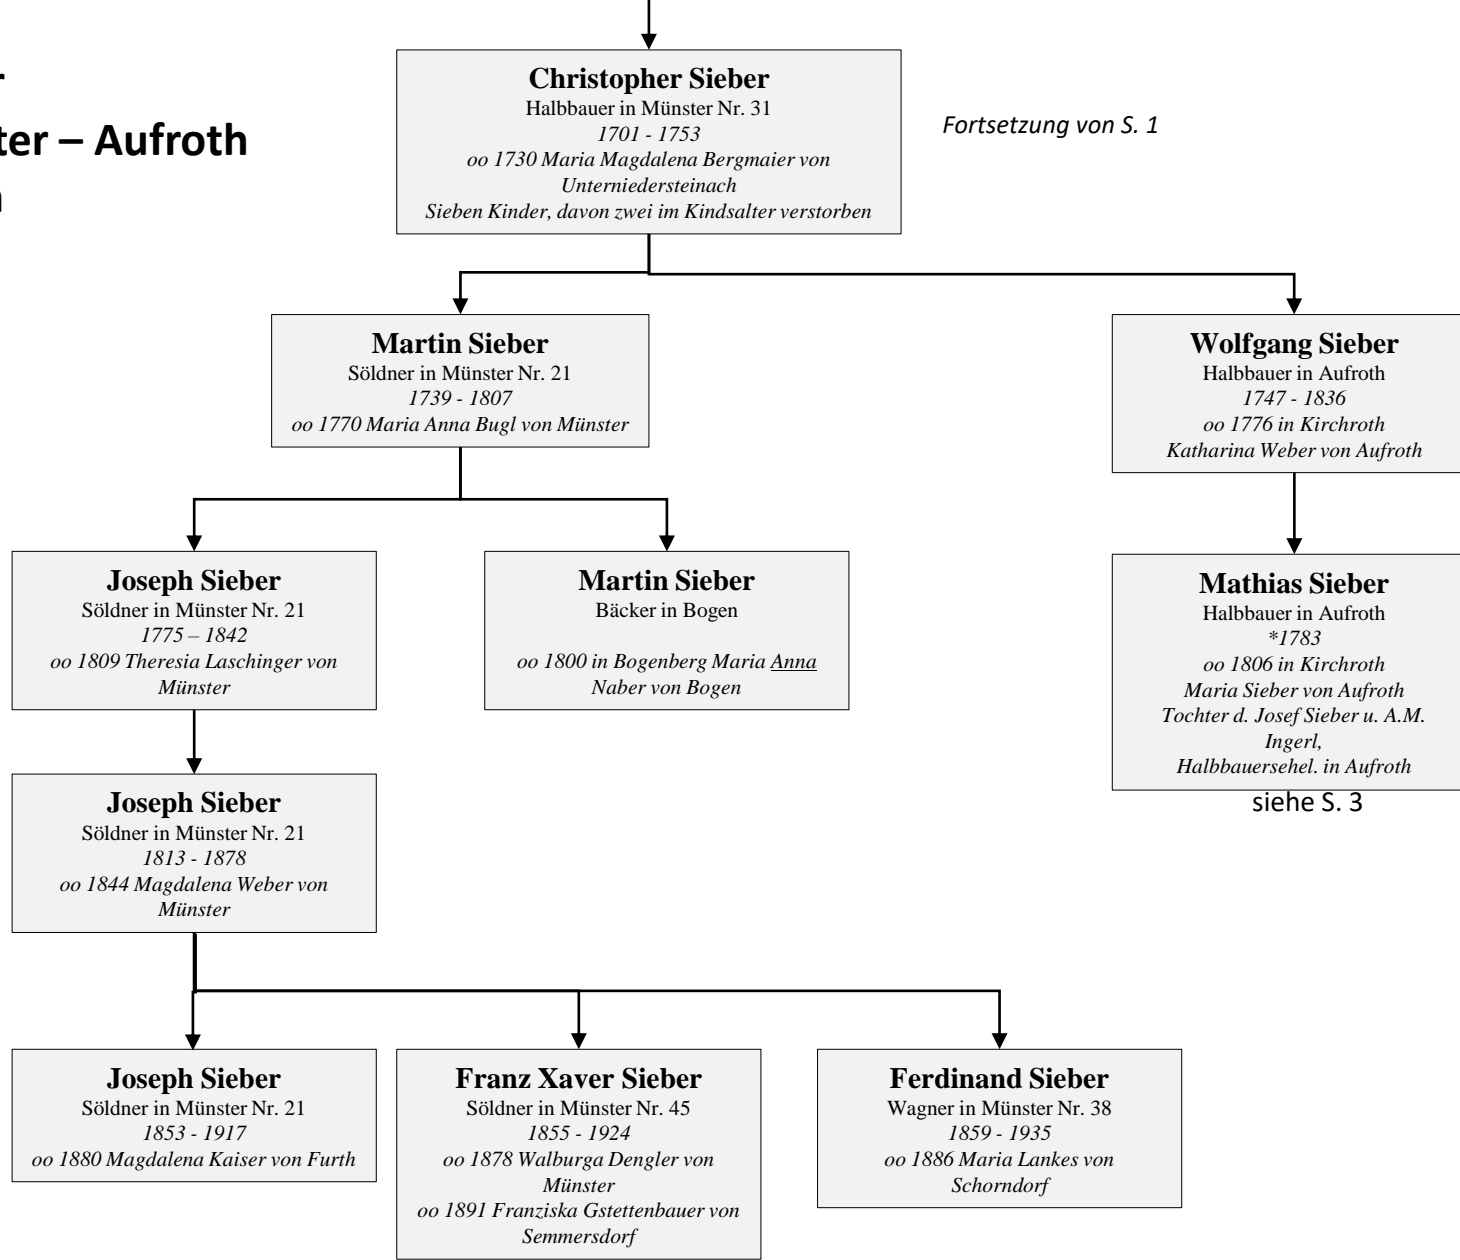 ter – Aufroth
Christopher Sieber
Halbbauer in Münster Nr. 31
1701 - 1753
oo 1730 Maria Magdalena Bergmaier von
Unterniedersteinach
Sieben Kinder, davon zwei im Kindsalter verstorben
Fortsetzung von S. 1
Martin Sieber
Söldner in Münster Nr. 21
1739 - 1807
oo 1770 Maria Anna Bugl von Münster
Wolfgang Sieber
Halbbauer in Aufroth
1747 - 1836
oo 1776 in Kirchroth
Katharina Weber von Aufroth
Joseph Sieber
Söldner in Münster Nr. 21
1775 – 1842
oo 1809 Theresia Laschinger von
Münster
Martin Sieber
Bäcker in Bogen
oo 1800 in Bogenberg Maria Anna
Naber von Bogen
Mathias Sieber
Halbbauer in Aufroth
*1783
oo 1806 in Kirchroth
Maria Sieber von Aufroth
Tochter d. Josef Sieber u. A.M.
Ingerl,
Halbbauersehel. in Aufroth
siehe S. 3
Joseph Sieber
Söldner in Münster Nr. 21
1813 - 1878
oo 1844 Magdalena Weber von
Münster
Joseph Sieber
Söldner in Münster Nr. 21
1853 - 1917
oo 1880 Magdalena Kaiser von Furth
Franz Xaver Sieber
Söldner in Münster Nr. 45
1855 - 1924
oo 1878 Walburga Dengler von
Münster
oo 1891 Franziska Gstettenbauer von
Semmersdorf
Ferdinand Sieber
Wagner in Münster Nr. 38
1859 - 1935
oo 1886 Maria Lankes von
Schorndorf